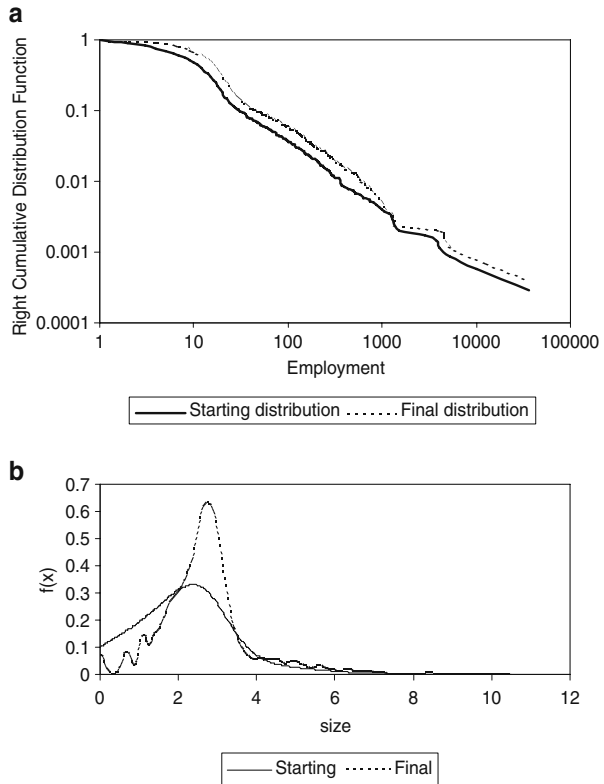 a
Right Cumulative Distribution Function
1
0.1
0.01
0.001
0.0001
1 10 100 1000 10000 100000
Employment
Starting distribution Final distribution
b
f(x)
0.7
0.6
0.5
0.4
0.3
0.2
0.1
0
0 2 4 6 8 10 12
size
Starting Final